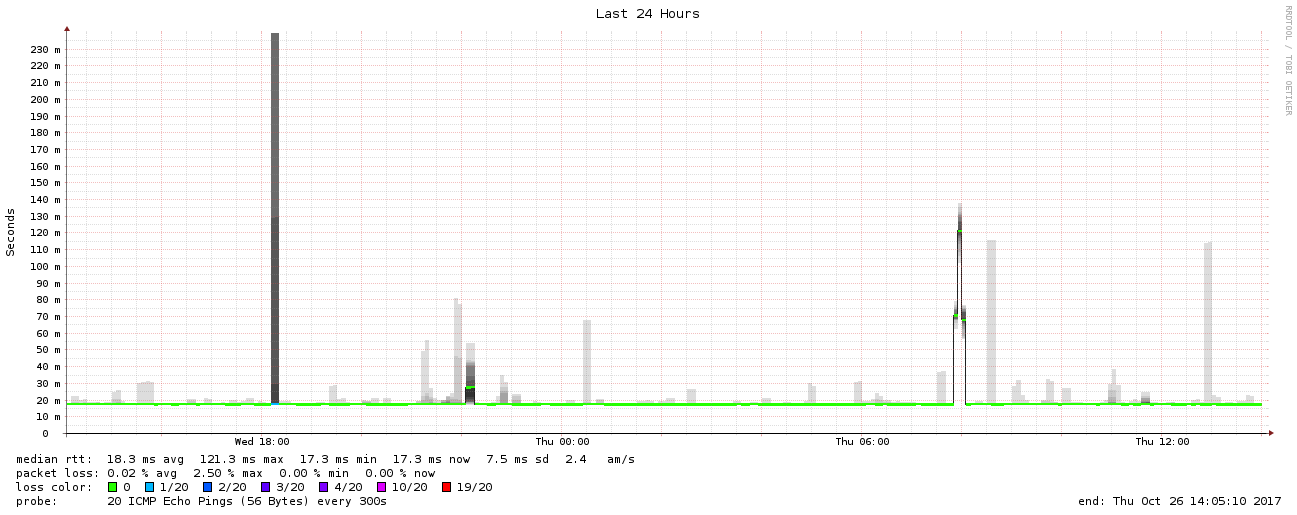 Last 24 Hours
RRDTOOL / TOBI OETIKER
Seconds
230 m
220 m
210 m
200 m
190 m
180 m
170 m
160 m
150 m
140 m
130 m
120 m
110 m
100 m
90 m
80 m
70 m
60 m
50 m
40 m
30 m
20 m
10 m
0
Wed 18:00 Thu 00:00 Thu 06:00 Thu 12:00
median rtt: 18.3 ms avg 121.3 ms max 17.3 ms min 17.3 ms now 7.5 ms sd 2.4 am/s
packet loss: 0.02 % avg 2.50 % max 0.00 % min 0.00 % now
loss color: 0 1/20 2/20 3/20 4/20 10/20 19/20
probe: 20 ICMP Echo Pings (56 Bytes) every 300s end: Thu Oct 26 14:05:10 2017